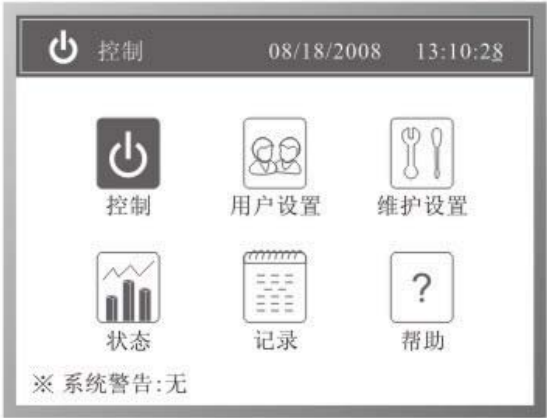 控制 08/18/2008 13:10:28
控制 用户设置 维护设置
?
状态 记录 帮助
※ 系统警告:无